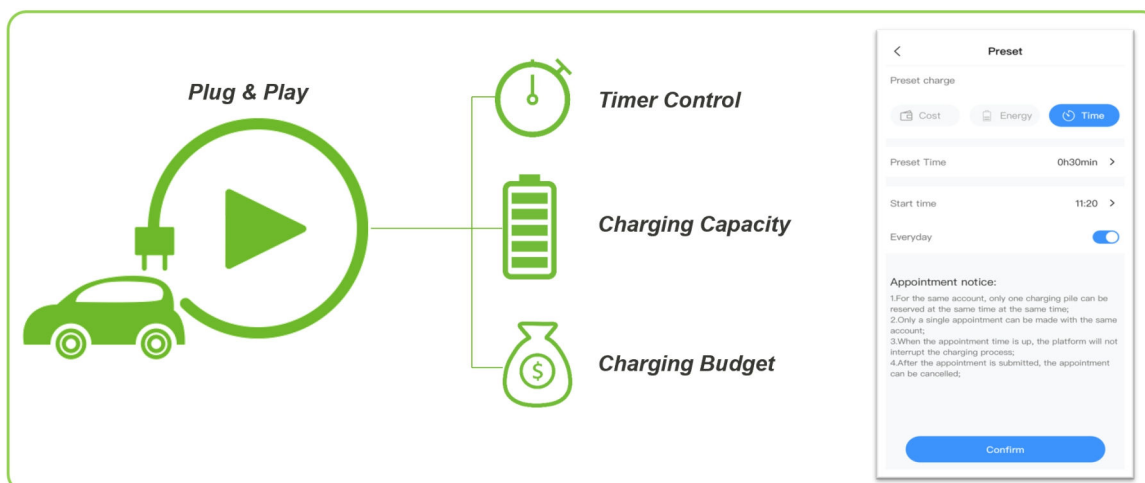 Plug & Play
Timer Control
Charging Capacity
$
Charging Budget
Preset
Preset charge
Cost
Energy
Time
Preset Time
0h30min >
Start time
11:20 >
Everyday
Appointment notice:
1.For the same account, only one charging pile can be
reserved at the same time at the same time;
2.Only a single appointment can be made with the same
account;
3.When the appointment time is up, the platform will not
interrupt the charging process;
4.After the appointment is submitted, the appointment
can be cancelled;
Confirm